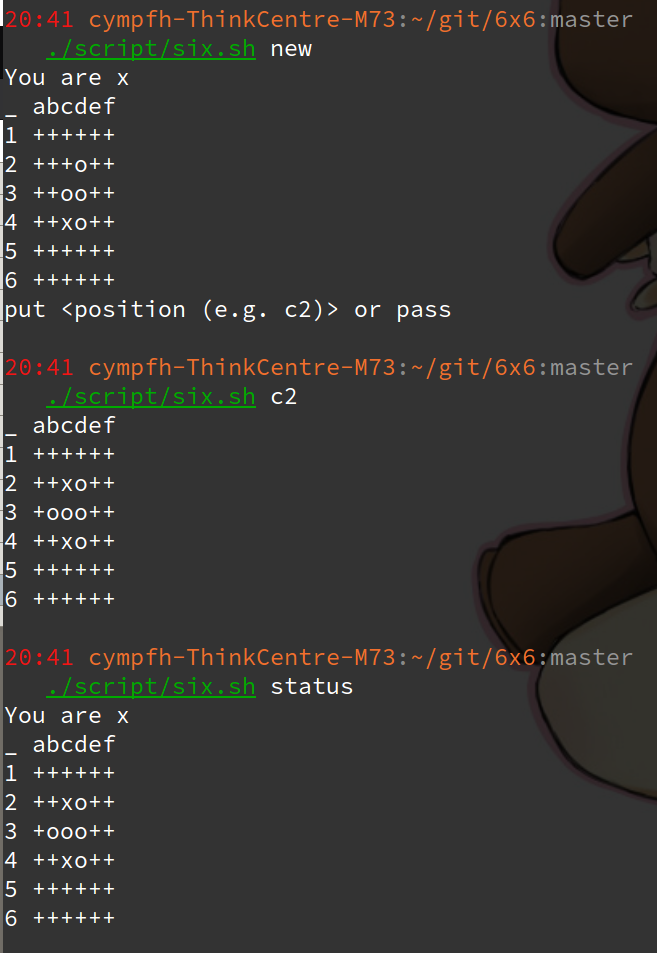 20:41 cympfh-ThinkCentre-M73:~/git/6x6:master
./script/six.sh new
You are x
_ abcdef
1 ++++++
2 +++o++
3 ++oo++
4 ++xo++
5 ++++++
6 ++++++
put <position (e.g. c2)> or pass
20:41 cympfh-ThinkCentre-M73:~/git/6x6:master
./script/six.sh c2
_ abcdef
1 ++++++
2 ++xo++
3 +ooo++
4 ++xo++
5 ++++++
6 ++++++
20:41 cympfh-ThinkCentre-M73:~/git/6x6:master
./script/six.sh status
You are x
_ abcdef
1 ++++++
2 ++xo++
3 +ooo++
4 ++xo++
5 ++++++
6 ++++++